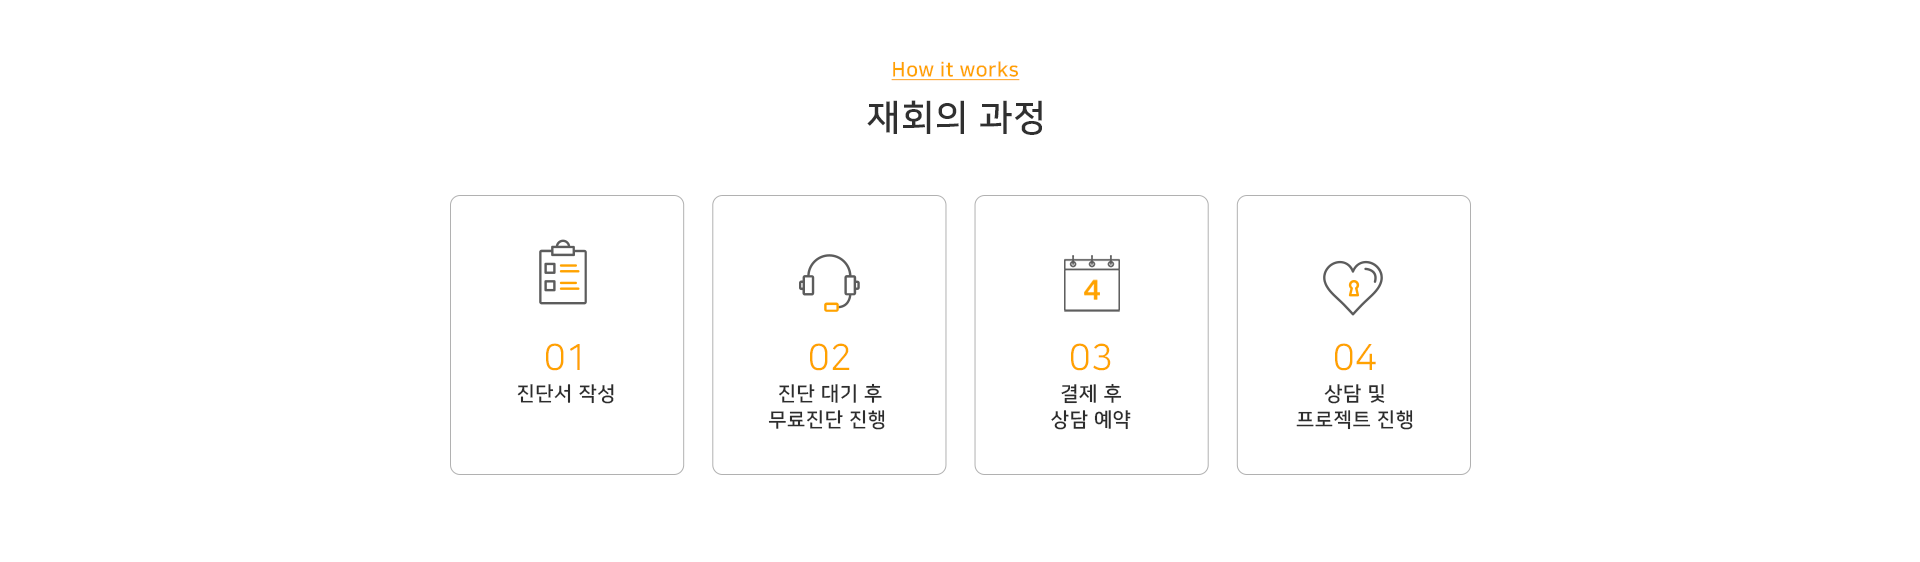 How it works
재회의 과정
4
01
진단서 작성
02
진단 대기 후
무료진단 진행
03
결제 후
상담 예약
04
상담 및
프로젝트 진행